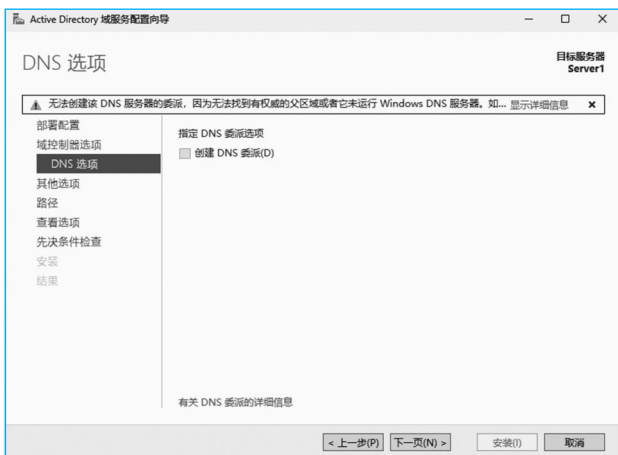 Active Directory 域服务配置向导
DNS 选项
目标服务器
Server1
无法创建该 DNS 服务器的委派，因为无法找到有权威的父区域或者它未运行 Windows DNS 服务器。如... 显示详细信息 ×
部署配置
域控制器选项
DNS 选项
其他选项
路径
查看选项
先决条件检查
安装
结果
指定 DNS 委派选项
创建 DNS 委派(D)
有关 DNS 委派的详细信息
< 上一步(P) 下一页(N) > 安装(I) 取消